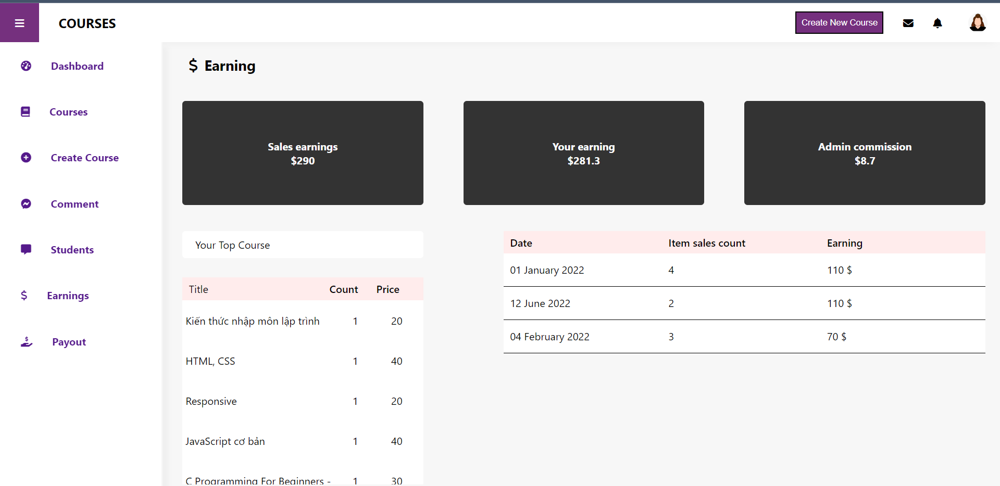 COURSES
Create New Course
Dashboard
Courses
Create Course
Comment
Students
Earnings
Payout
$ Earning
Sales earnings
$290
Your earning
$281.3
Admin commission
$8.7
Your Top Course
Title Count Price
Kiến thức nhập môn lập trình 1 20
HTML, CSS 1 40
Responsive 1 20
JavaScript cơ bản 1 40
C Programming For Beginners - 1 30
Date Item sales count Earning
01 January 2022 4 110 $
12 June 2022 2 110 $
04 February 2022 3 70 $